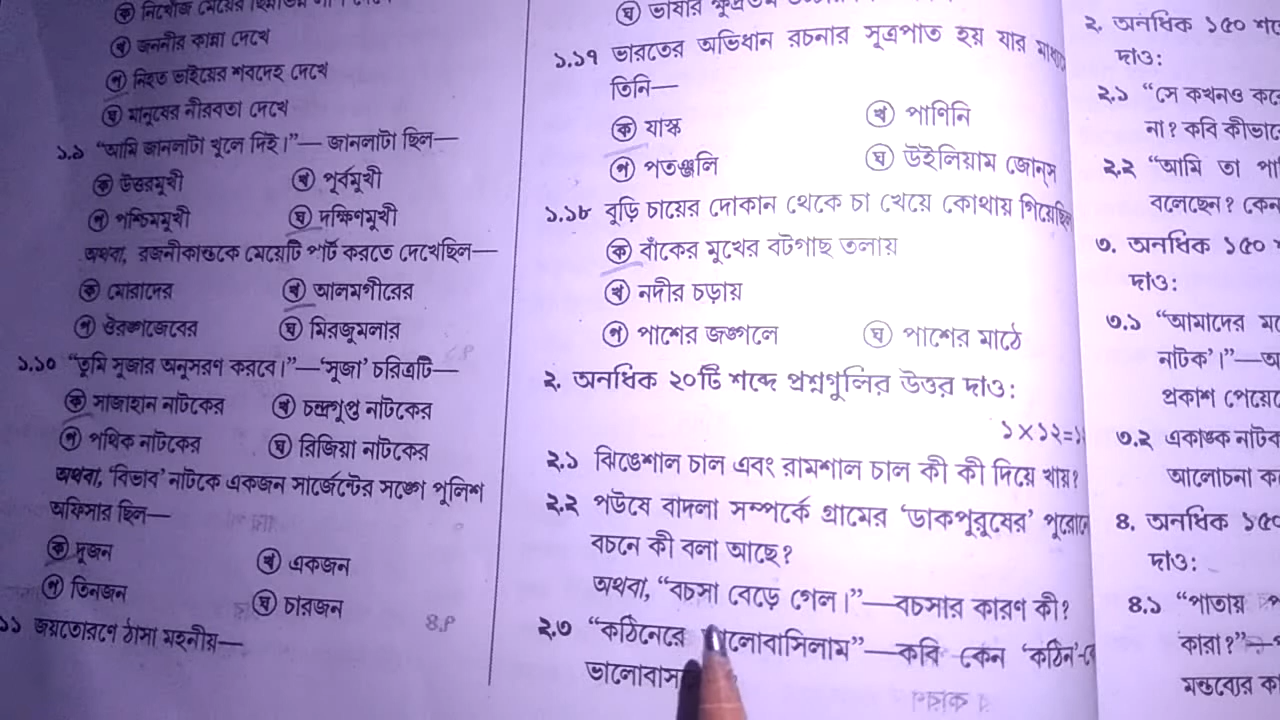 ক নিখোঁজ মেয়ের
খ জননীর কান্না দেখে
গ নিহত ভাইয়ের শবদেহ দেখে
ঘ মানুষের নীরবতা দেখে
১.৯ “আমি জানলাটা খুলে দিই।”— জানলাটা ছিল—
ক উত্তরমুখী খ পূর্বমুখী
গ পশ্চিমমুখী ঘ দক্ষিণমুখী
অথবা, রজনীকান্তকে মেয়েটি পার্ট করতে দেখেছিল—
ক মোরাদের খ আলমগীরের
গ ঔরঙ্গজেবের ঘ মিরজুমলার
১.১০ “তুমি সুজার অনুসরণ করবে।”—‘সুজা’ চরিত্রটি—
ক সাজাহান নাটকের খ চন্দ্রগুপ্ত নাটকের
গ পথিক নাটকের ঘ রিজিয়া নাটকের
অথবা, ‘বিভাব’ নাটকে একজন সার্জেন্টের সঙ্গে পুলিশ
অফিসার ছিল—
ক দুজন খ একজন
গ তিনজন ঘ চারজন
১১ জয়তোরণে ঠাসা মহনীয়—
ঘ ভাষার
১.১৭ ভারতের অভিধান রচনার সূত্রপাত হয় যার
তিনি—
ক যাস্ক খ পাণিনি
গ পতঞ্জলি ঘ উইলিয়াম জোন্‌স
১.১৮ বুড়ি চায়ের দোকান থেকে চা খেয়ে কোথায় গিয়েছিল
ক বাঁকের মুখের বটগাছ তলায়
খ নদীর চড়ায়
গ পাশের জঙ্গলে ঘ পাশের মাঠে
২. অনধিক ২০টি শব্দে প্রশ্নগুলির উত্তর দাও:
১×১২=১
২.১ ঝিঙেশাল চাল এবং রামশাল চাল কী কী দিয়ে খায়?
২.২ পউষে বাদলা সম্পর্কে গ্রামের ‘ডাকপুরুষের’ পুরোনো
বচনে কী বলা আছে?
অথবা, “বচসা বেড়ে গেল।”—বচসার কারণ কী?
২.৩ “কঠিনেরে লোবাসিলাম”—কবি কেন ‘কঠিন’-কে
ভালোবাস
২. অনধিক ১৫০
দাও:
২.১ “সে কখনও
না? কবি
২.২ “আমি তা
বলেছেন? কেন
৩. অনধিক ১৫০
দাও:
৩.১ “আমাদের
নাটক’।”—
প্রকাশ
৩.২ একাঙ্ক
আলোচনা
৪. অনধিক
দাও:
৪.১ “পাতায়
কারা?”—
মন্তব্যের